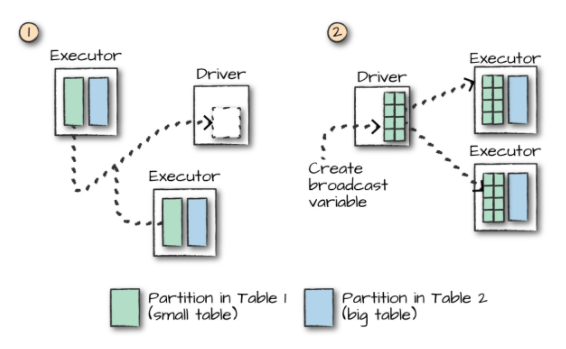 1
Executor
Driver
Executor
2
Driver
Executor
Create
broadcast
variable
Executor
Partition in Table 1
(small table)
Partition in Table 2
(big table)